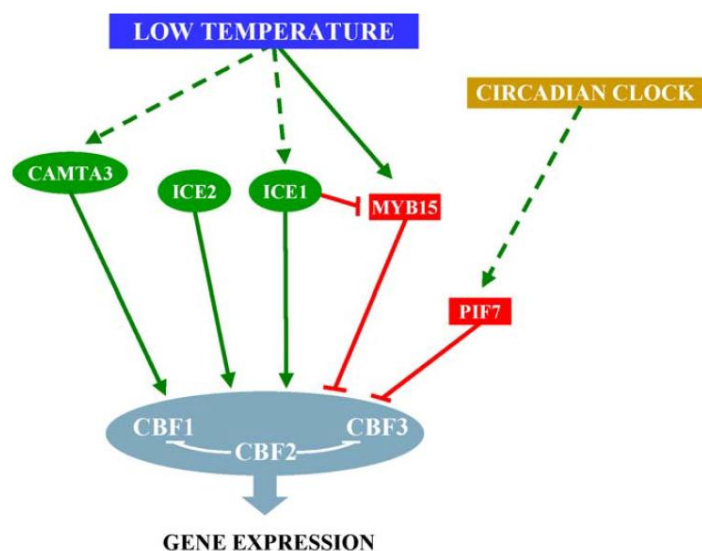 LOW TEMPERATURE
CIRCADIAN CLOCK
CAMTA3
ICE2
ICE1
MYB15
PIF7
CBF1
CBF3
CBF2
GENE EXPRESSION